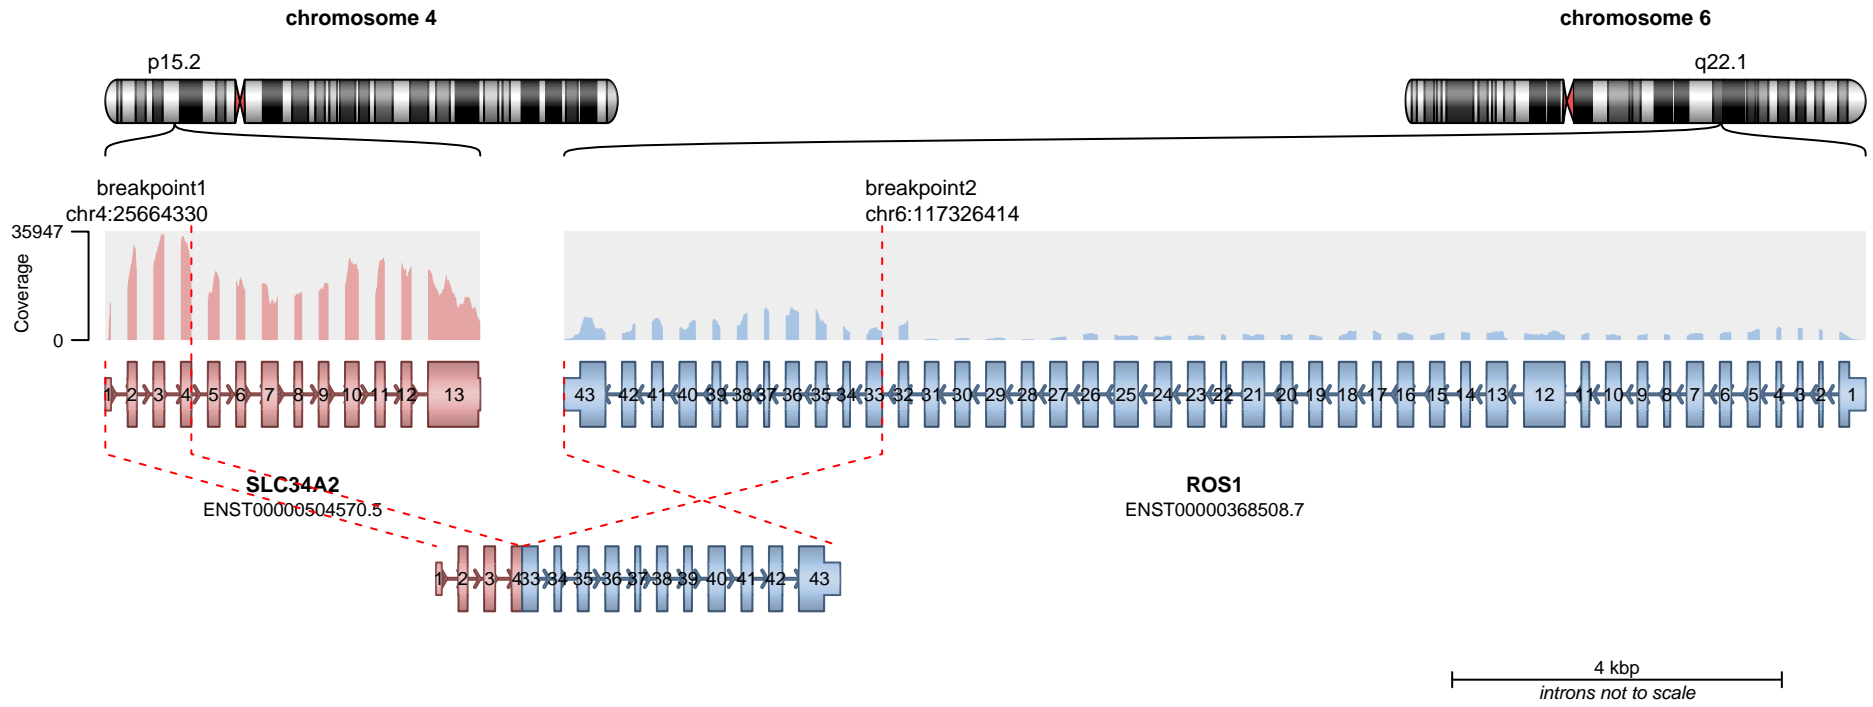 chromosome 4
chromosome 6
p15.2
q22.1
breakpoint1
chr4:25664330
breakpoint2
chr6:117326414
35947
Coverage
0
1 2 3 4 5 6 7 8 9 10 11 12 13
43 42 41 40 39 38 37 36 35 34 33 32 31 30 29 28 27 26 25 24 23 22 21 20 19 18 17 16 15 14 13 12 11 10 9 8 7 6 5 4 3 2 1
SLC34A2
ENST00000504570.5
ROS1
ENST00000368508.7
1 2 3 4 33 34 35 36 37 38 39 40 41 42 43
4 kbp
introns not to scale